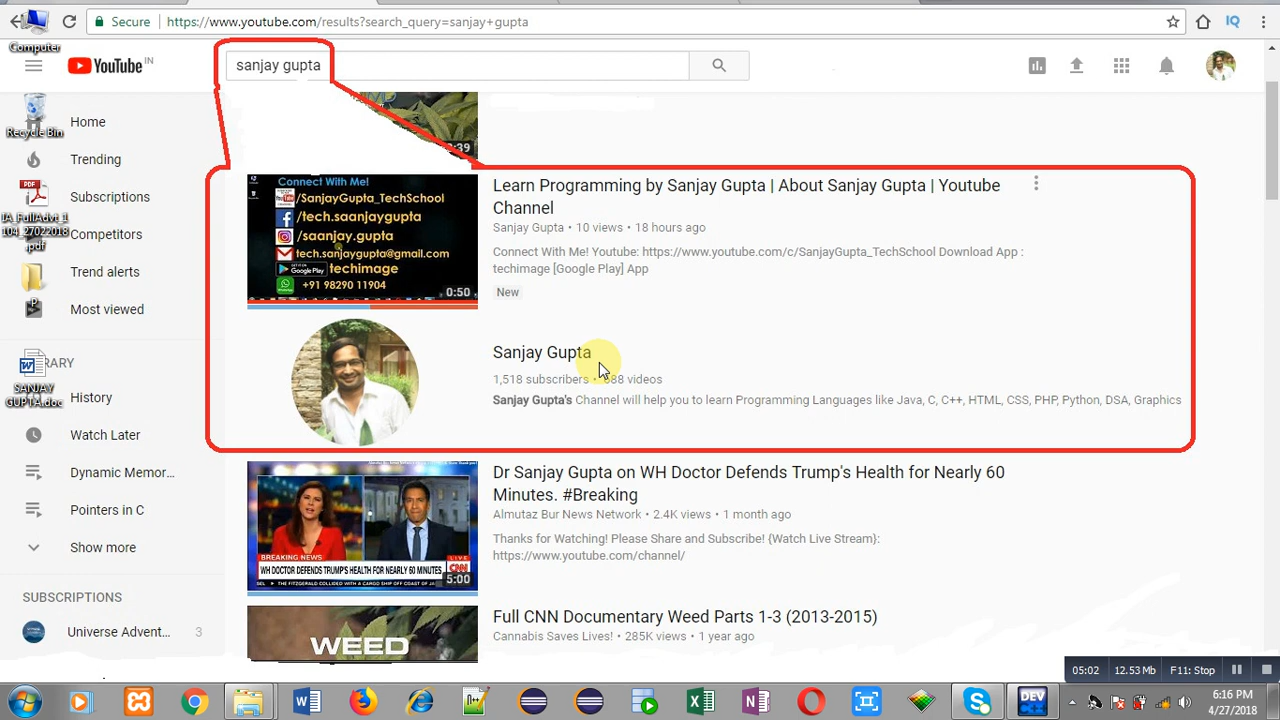 Secure
https://www.youtube.com/results?search_query=sanjay+gupta
IQ
Computer
YouTube IN
sanjay gupta
Recycle Bin
Home
Trending
Subscriptions
Competitors
Trend alerts
Most viewed
History
Watch Later
Dynamic Memor...
Pointers in C
Show more
SUBSCRIPTIONS
Universe Advent... 3
PDF
SANJAY
GUPTA.doc
Connect With Me!
/SanjayGupta_TechSchool
/tech.saanjaygupta
/saanjay.gupta
tech.sanjaygupta@gmail.com
Google Play techimage
+91 98290 11904
0:50
Learn Programming by Sanjay Gupta | About Sanjay Gupta | Youtube
Channel
Sanjay Gupta • 10 views • 18 hours ago
Connect With Me! Youtube: https://www.youtube.com/c/SanjayGupta_TechSchool Download App :
techimage [Google Play] App
New
Sanjay Gupta
1,518 subscribers • videos
Sanjay Gupta's Channel will help you to learn Programming Languages like Java, C, C++, HTML, CSS, PHP, Python, DSA, Graphics
BREAKING NEWS
LIVE
CNN
WH DOCTOR DEFENDS TRUMP'S HEALTH FOR NEARLY 60 MINUTES
5:00
Dr Sanjay Gupta on WH Doctor Defends Trump's Health for Nearly 60
Minutes. #Breaking
Almutaz Bur News Network • 2.4K views • 1 month ago
Thanks for Watching! Please Share and Subscribe! {Watch Live Stream}:
https://www.youtube.com/channel/
WEED
Full CNN Documentary Weed Parts 1-3 (2013-2015)
Cannabis Saves Lives! • 285K views • 1 year ago
05:02 12.53 Mb F11: Stop
DEV
6:16 PM
4/27/2018